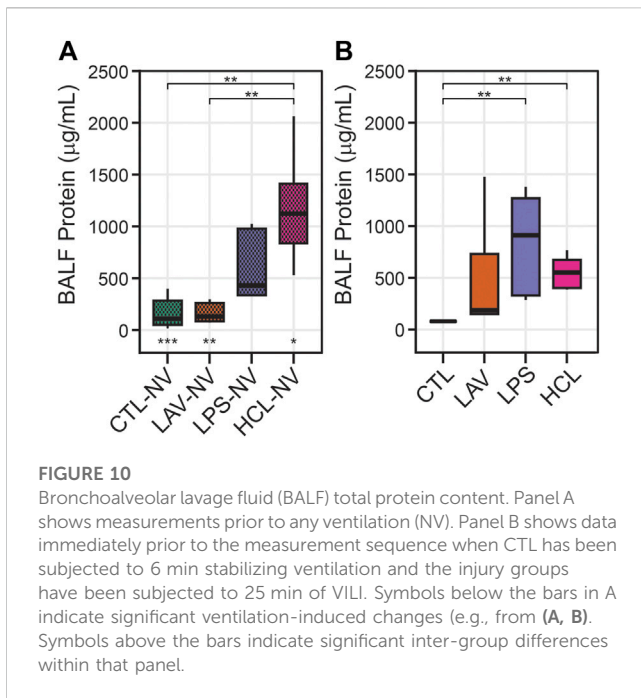 A
B
2500
2000
1500
1000
500
0
BALF Protein (µg/mL)
**
**
***
**
*
CTL-NV
LAV-NV
LPS-NV
HCL-NV
2500
2000
1500
1000
500
0
BALF Protein (µg/mL)
**
**
CTL
LAV
LPS
HCL
FIGURE 10
Bronchoalveolar lavage fluid (BALF) total protein content. Panel A
shows measurements prior to any ventilation (NV). Panel B shows data
immediately prior to the measurement sequence when CTL has been
subjected to 6 min stabilizing ventilation and the injury groups
have been subjected to 25 min of VILI. Symbols below the bars in A
indicate significant ventilation-induced changes (e.g., from (A, B).
Symbols above the bars indicate significant inter-group differences
within that panel.